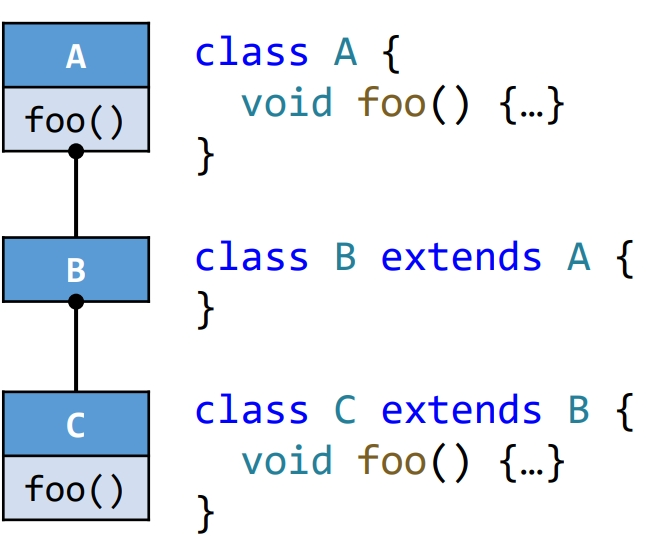 A
foo()
class A {
  void foo() {…}
}
B
class B extends A {
}
C
foo()
class C extends B {
  void foo() {…}
}